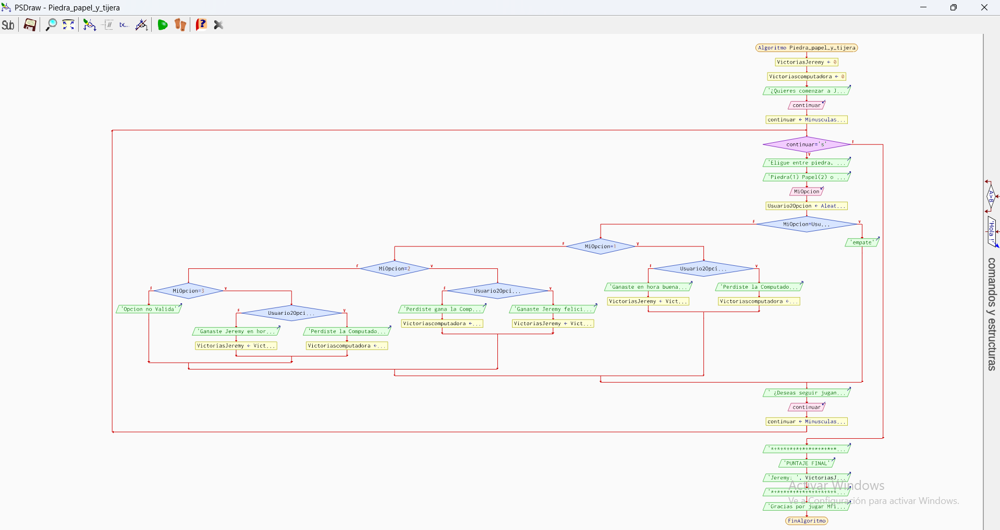 PSDraw - Piedra_papel_y_tijera
Sub
tx...
Algoritmo Piedra_papel_y_tijera
VictoriasJeremy ← 0
Victoriascomputadora ← 0
'¿Quieres comenzar a J...
continuar
continuar ← Minusculas...
continuar='s'
F
V
'Eligue entre piedra, ...
'Piedra(1) Papel(2) o ...
MiOpcion
Usuario2Opcion ← Aleat...
F
MiOpcion=Usu...
V
'empate'
F
MiOpcion=1
V
F
MiOpcion=2
V
F
Usuario2Opci...
V
F
MiOpcion=3
V
F
Usuario2Opci...
V
'Ganaste en hora buena...
'Perdiste la Computado...
VictoriasJeremy ← Vict...
Victoriascomputadora ←...
'Opcion no Valida'
F
Usuario2Opci...
V
'Perdiste gana la Comp...
'Ganaste Jeremy felici...
Victoriascomputadora ←...
VictoriasJeremy ← Vict...
'Ganaste Jeremy en hor...
'Perdiste la Computado...
VictoriasJeremy ← Vict...
Victoriascomputadora ←...
' ¿Deseas seguir jugan...
continuar
continuar ← Minusculas...
'*********************...
'PUNTAJE FINAL'
'Jeremy: ', VictoriasJ...
'*********************...
'Gracias por jugar Mfi...
FinAlgoritmo
A>B
'Hola !'
comandos y estructuras
Activar Windows
Ve a Configuración para activar Windows.